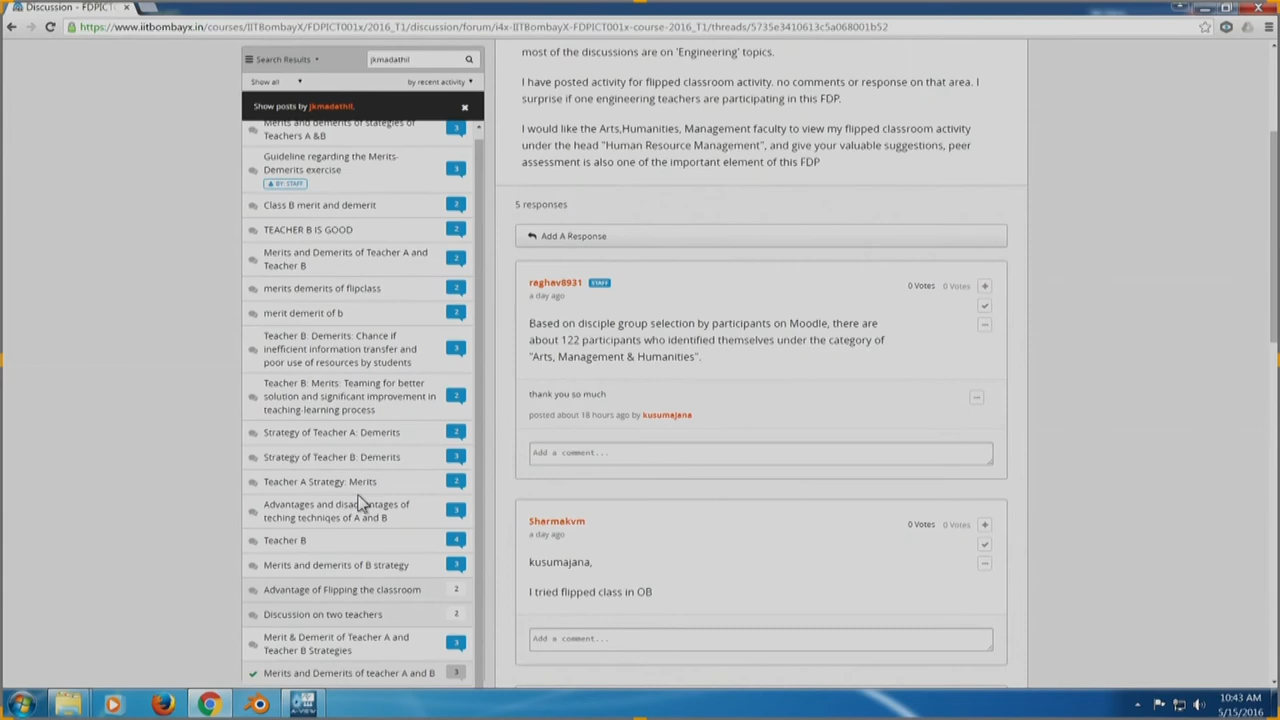 Discussion - FDPICT
https://www.iitbombayx.in/courses/IITBombayX/FDPICT001x/2016_T1/discussion/forum/i4x-IITBombayX-FDPICT001x-course-2016_T1/threads/5735e3410613c5a068001b52
Search Results
jkmadathil
Show all
by recent activity
Show posts by jkmadathil.
Merits and demerits of stategies of
Teachers A &B
3
Guideline regarding the Merits-
Demerits exercise
3
BY: STAFF
Class B merit and demerit
2
TEACHER B IS GOOD
2
Merits and Demerits of Teacher A and
Teacher B
2
merits demerits of flipclass
2
merit demerit of b
2
Teacher B: Demerits: Chance if
inefficient information transfer and
poor use of resources by students
3
Teacher B: Merits: Teaming for better
solution and significant improvement in
teaching-learning process
2
Strategy of Teacher A: Demerits
2
Strategy of Teacher B: Demerits
3
Teacher A Strategy: Merits
2
Advantages and disadvantages of
teching techniqes of A and B
3
Teacher B
4
Merits and demerits of B strategy
3
Advantage of Flipping the classroom
2
Discussion on two teachers
2
Merit & Demerit of Teacher A and
Teacher B Strategies
3
Merits and Demerits of teacher A and B
3
most of the discussions are on 'Engineering' topics.
I have posted activity for flipped classroom activity. no comments or response on that area. I
surprise if one engineering teachers are participating in this FDP.
I would like the Arts,Humanities, Management faculty to view my flipped classroom activity
under the head "Human Resource Management", and give your valuable suggestions, peer
assessment is also one of the important element of this FDP
5 responses
Add A Response
raghav8931 STAFF
a day ago
0 Votes 0 Votes
Based on disciple group selection by participants on Moodle, there are
about 122 participants who identified themselves under the category of
"Arts, Management & Humanities".
thank you so much
posted about 18 hours ago by kusumajana
Add a comment...
Sharmakvm
a day ago
0 Votes 0 Votes
kusumajana,
I tried flipped class in OB
Add a comment...
10:43 AM
5/15/2016